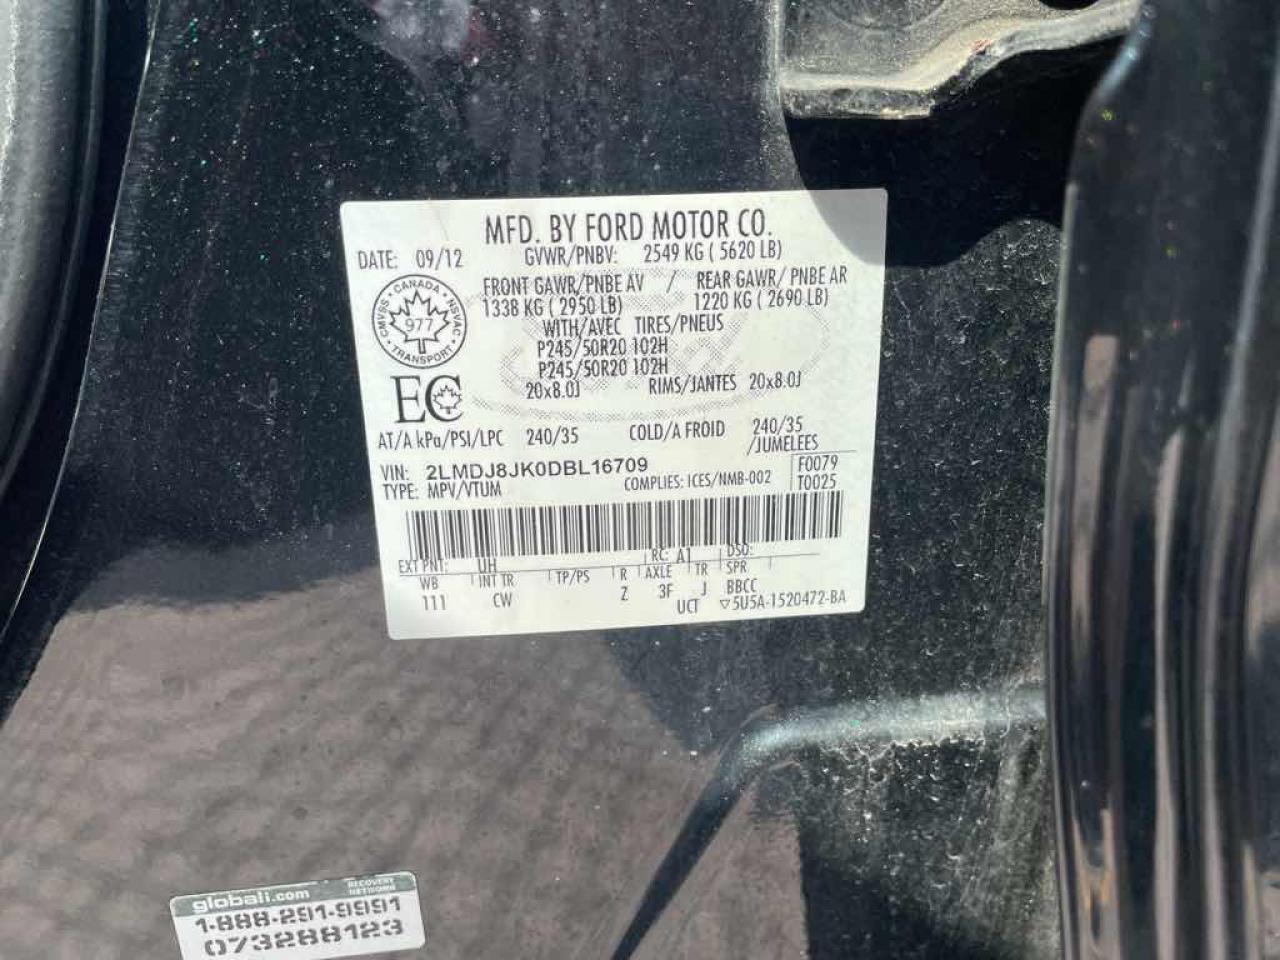 MFD. BY FORD MOTOR CO.
DATE: 09/12
GVWR/PNBV: 2549 KG ( 5620 LB)
FRONT GAWR/PNBE AV / REAR GAWR/ PNBE AR
1338 KG ( 2950 LB) 1220 KG ( 2690 LB)
WITH/AVEC TIRES/PNEUS
P245/50R20 102H
P245/50R20 102H
20x8.0J RIMS/JANTES 20x8.0J
CANADA
CMVSS NSVAC
977
TRANSPORT
EC
AT/A kPa/PSI/LPC 240/35 COLD/A FROID 240/35
/JUMELEES
VIN: 2LMDJ8JK0DBL16709 F0079
TYPE: MPV/VTUM COMPLIES: ICES/NMB-002 T0025
EXT PNT: UH RC: A1 DSO:
WB INT TR TP/PS R AXLE TR SPR
111 CW 2 3F J BBCC
UCT ▽5U5A-1520472-BA
globali.com RECOVERY NETWORK
1-888-291-9991
073288123